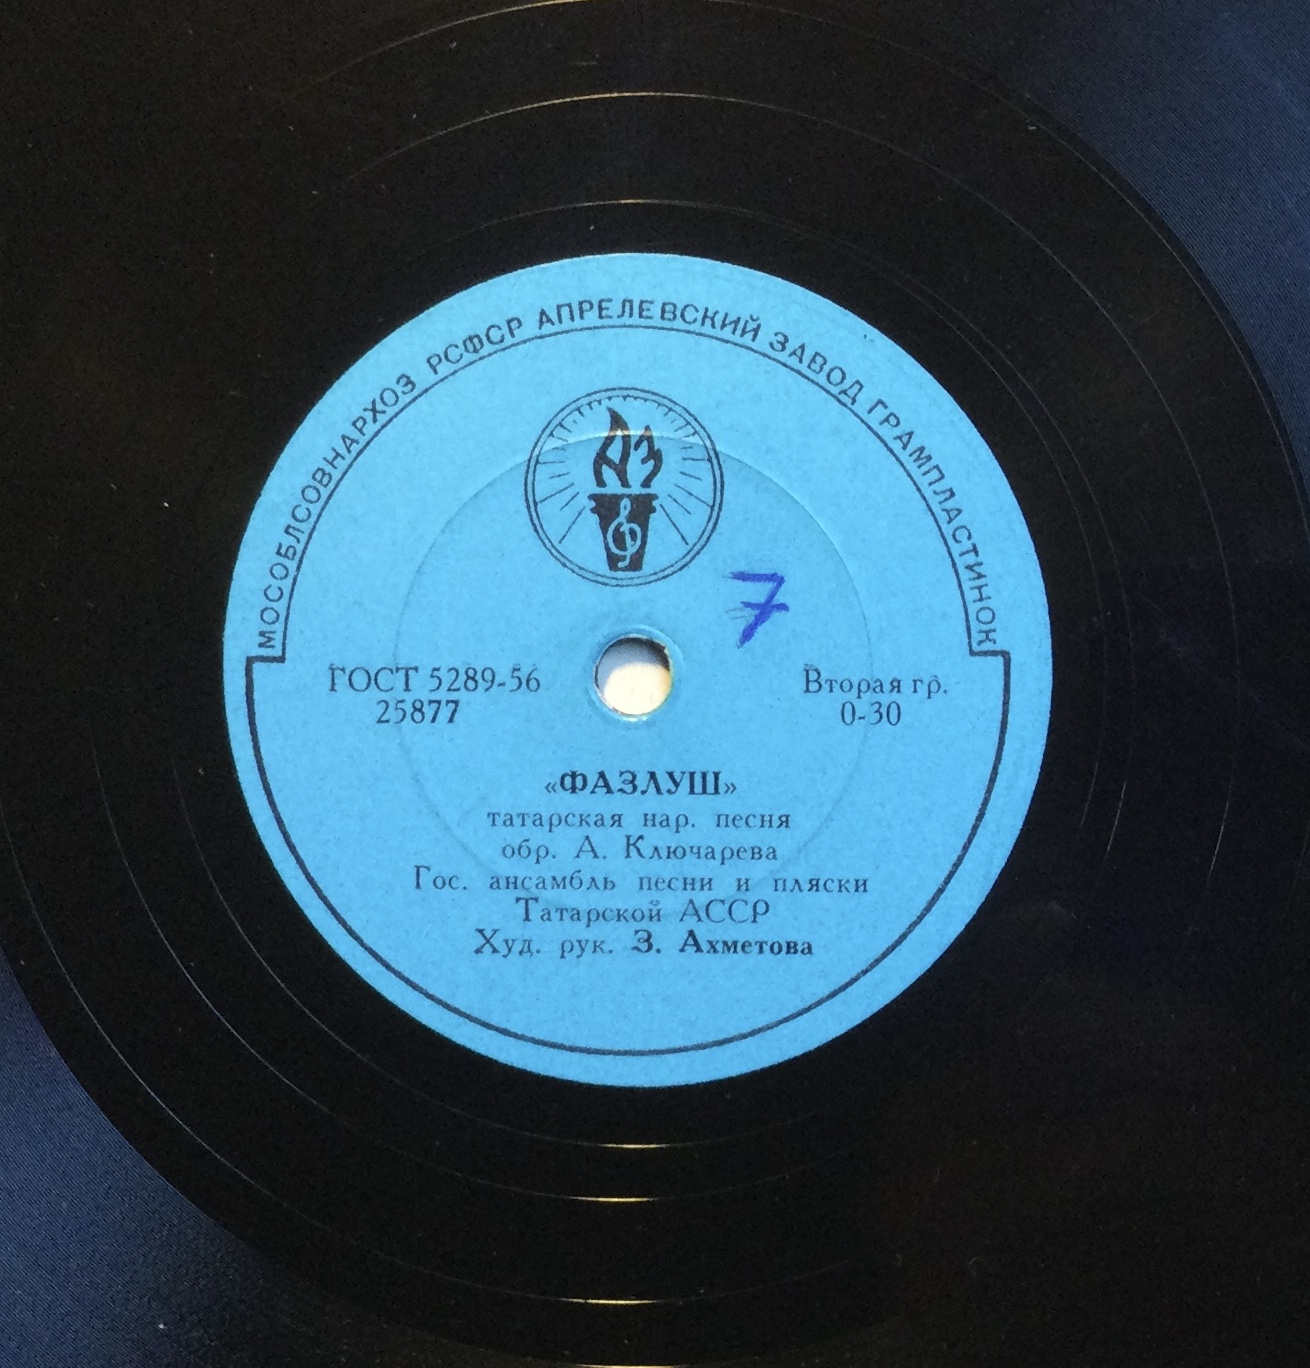 МОСОБЛСОВНАРХОЗ РСФСР АПРЕЛЕВСКИЙ ЗАВОД ГРАМПЛАСТИНОК
АЗ
7
ГОСТ 5289-56
25877
Вторая гр.
0-30
«ФАЗЛУШ»
татарская нар. песня
обр. А. Ключарева
Гос. ансамбль песни и пляски
Татарской АССР
Худ. рук. З. Ахметова